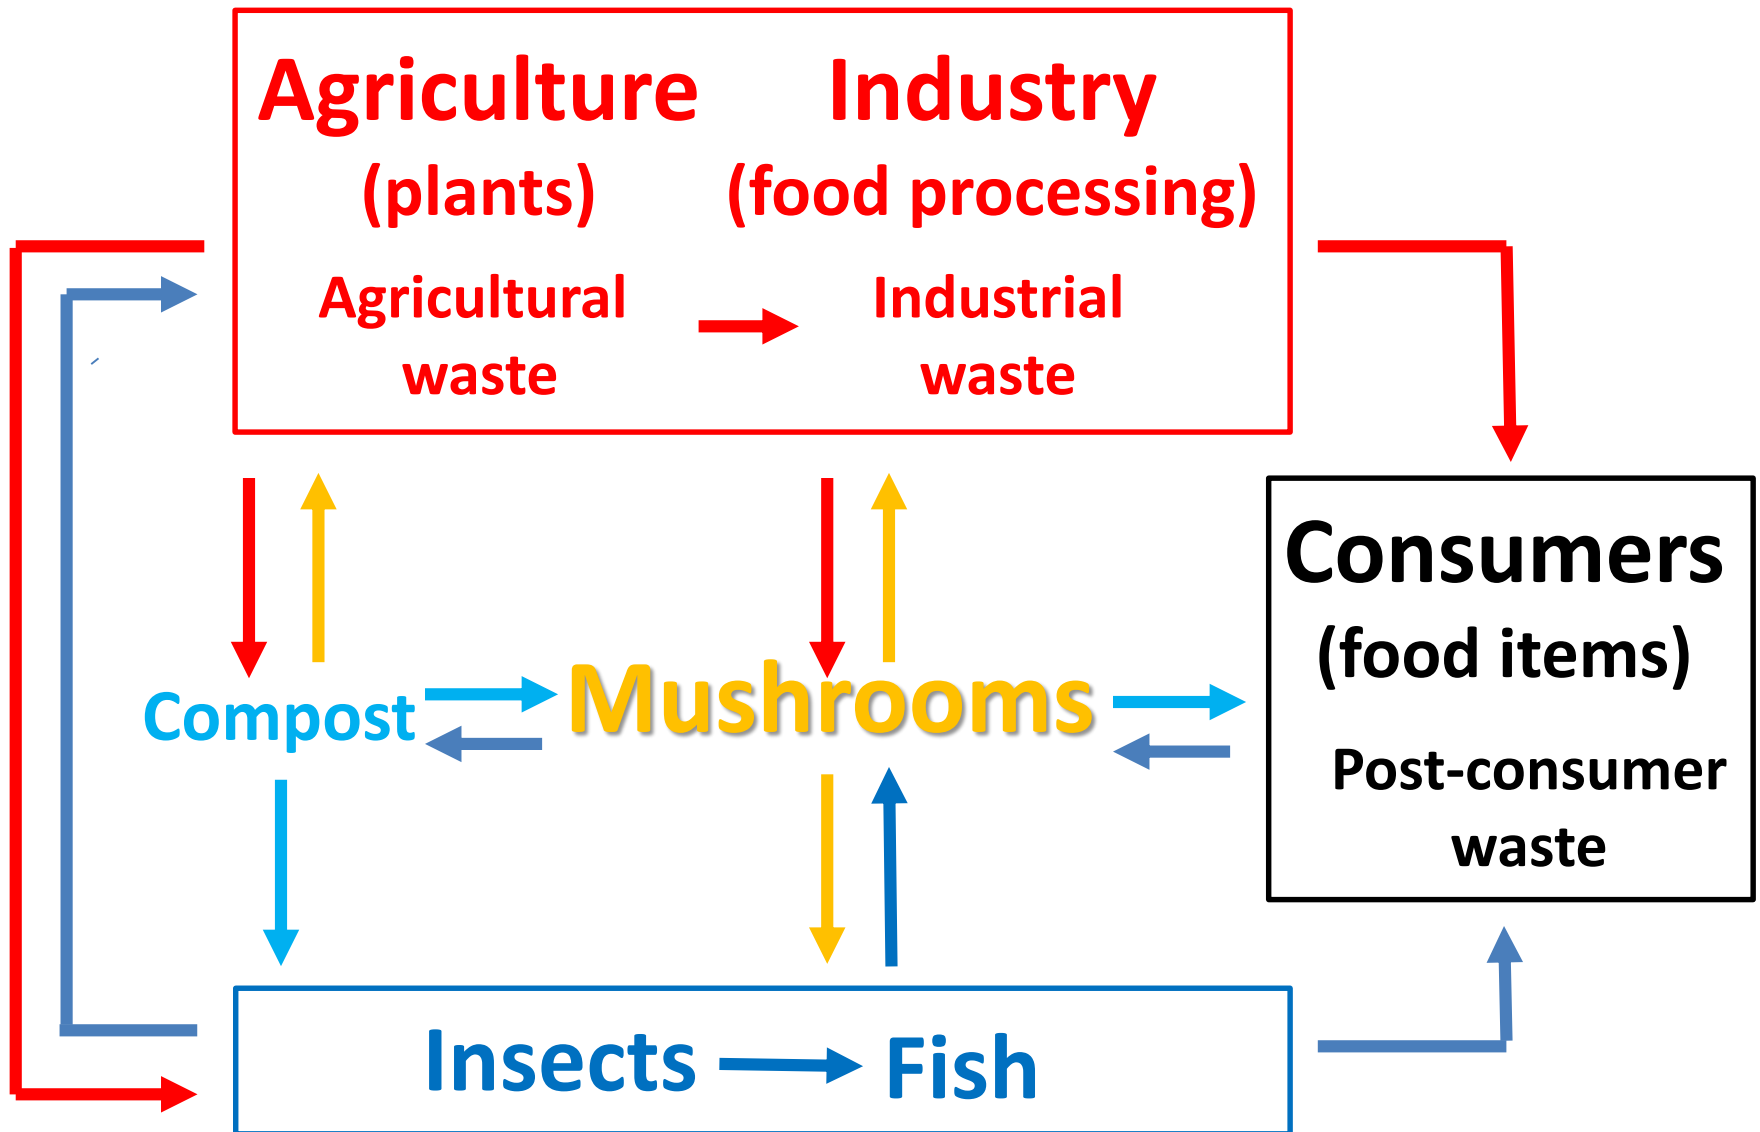 Agriculture
(plants)
Agricultural
waste
Industry
(food processing)
Industrial
waste
Consumers
(food items)
Post-consumer
waste
Compost
Mushrooms
Insects
Fish